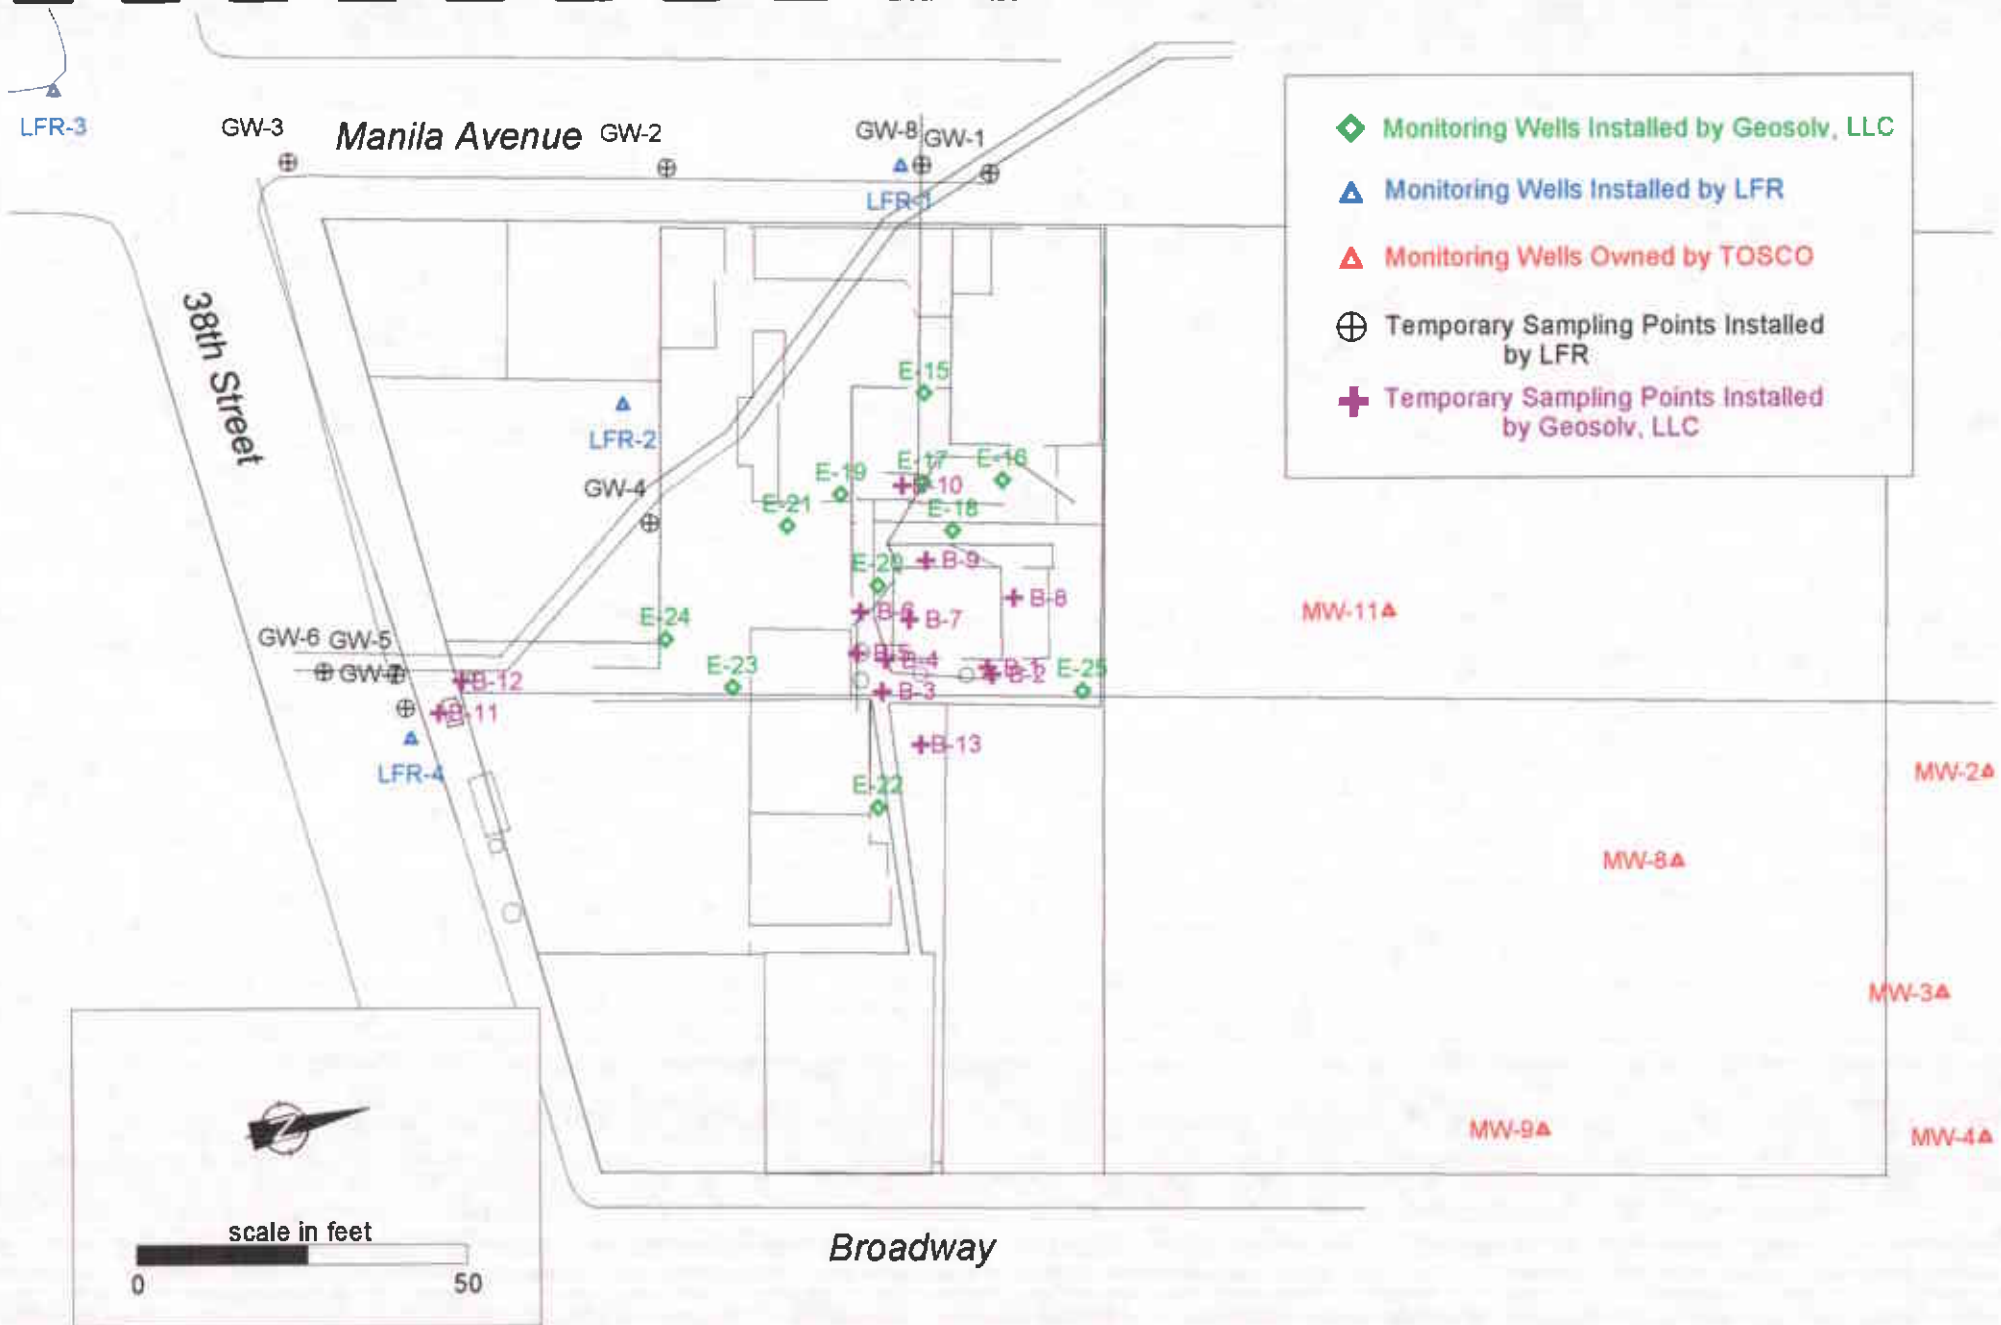 LFR-3
GW-3
Manila Avenue
GW-2
GW-8
GW-1
LFR-1
Monitoring Wells Installed by Geosolv, LLC
Monitoring Wells Installed by LFR
Monitoring Wells Owned by TOSCO
Temporary Sampling Points Installed
by LFR
Temporary Sampling Points Installed
by Geosolv, LLC
38th Street
E-15
LFR-2
E-19
E-17
E-16
10
GW-4
E-21
E-18
E-20
B-9
B-8
B-6
B-7
MW-11
E-24
GW-6
GW-5
B-5
B-4
E-23
B-1
B-2
E-25
GW-7
B-12
B-3
B-11
B-13
LFR-4
E-22
MW-2
MW-8
MW-3
MW-9
MW-4
Z
scale in feet
0
50
Broadway